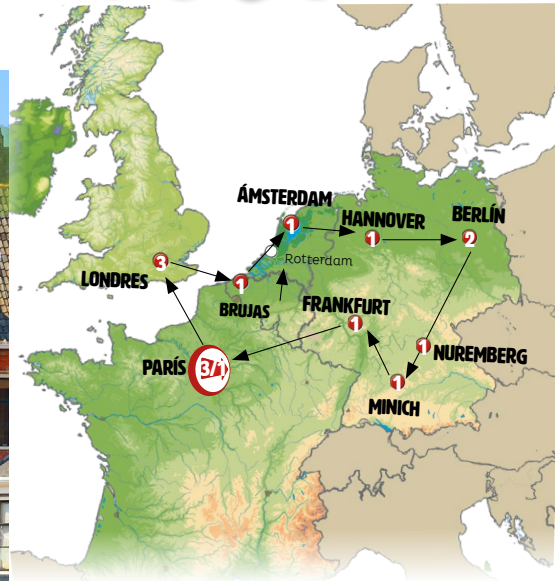 ÁMSTERDAM
1
HANNOVER
1
BERLÍN
2
Rotterdam
LONDRES
3
1
BRUJAS
FRANKFURT
1
PARÍS
3/1
1
NUREMBERG
1
MINICH